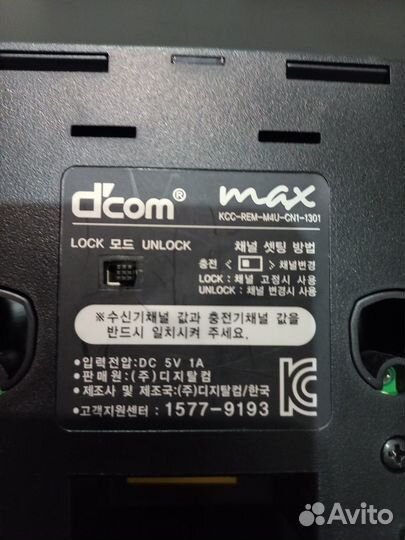 d'com® max
KCC-REM-M4U-CN1-1301
LOCK 모드 UNLOCK 채널 셋팅 방법
충전 < > 채널변경
LOCK : 채널 고정시 사용
UNLOCK : 채널 변경시 사용
※수신기채널 값과 충전기채널 값을
반드시 일치시켜 주세요.
•입력전압:DC 5V 1A
•판매원:(주)디지탈컴
•제조사 및 제조국:(주)디지탈컴/한국
•고객지원센터 : 1577-9193
Avito